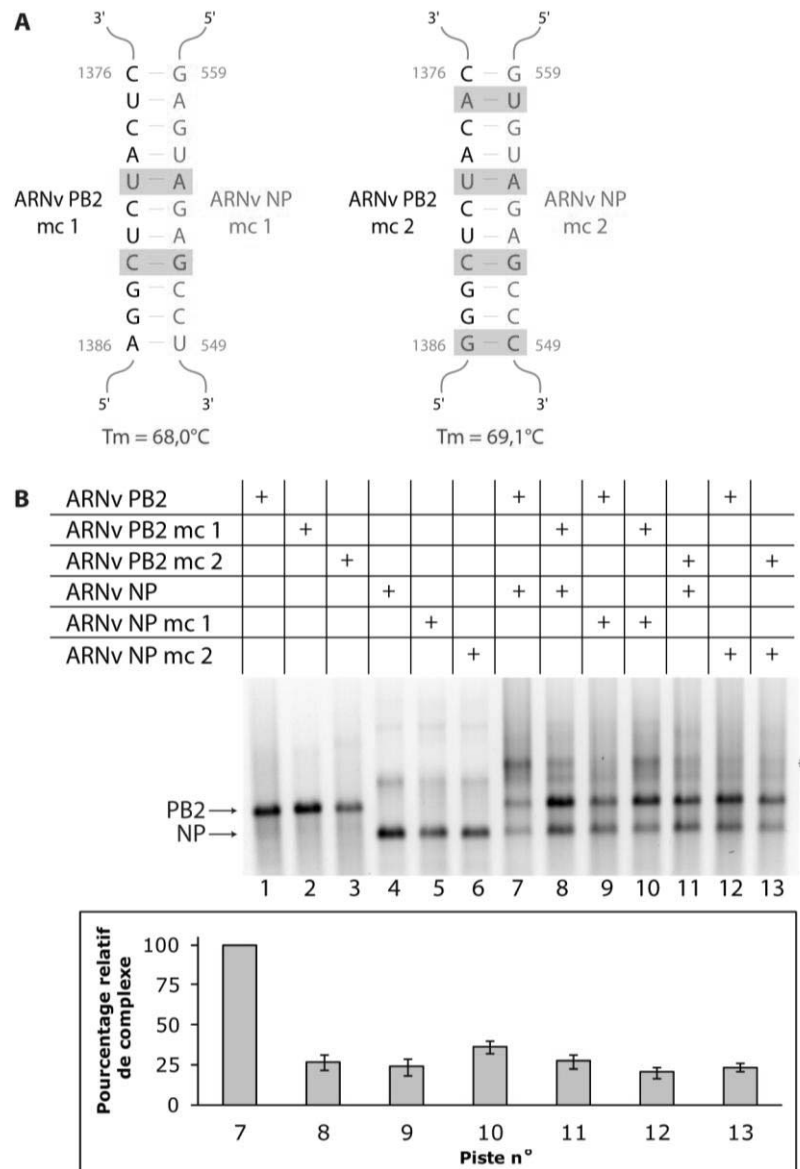 A
3' 5' 3' 5'
1376 C G 559 1376 C G 559
U A A U
C G C G
A U A U
U A U A
ARNv PB2 ARNv NP ARNv PB2 ARNv NP
mc 1 C G mc 1 mc 2 C G mc 2
U A U A
C G C G
G C G C
G C G C
1386 A U 549 1386 G C 549
5' 3' 5' 3'
Tm = 68,0°C Tm = 69,1°C
B
ARNv PB2 + + + +
ARNv PB2 mc 1 + + +
ARNv PB2 mc 2 + + +
ARNv NP + + + +
ARNv NP mc 1 + + +
ARNv NP mc 2 + + +
PB2
NP
1 2 3 4 5 6 7 8 9 10 11 12 13
Pourcentage relatif
de complexe
100
75
50
25
0
7 8 9 10 11 12 13
Piste n°